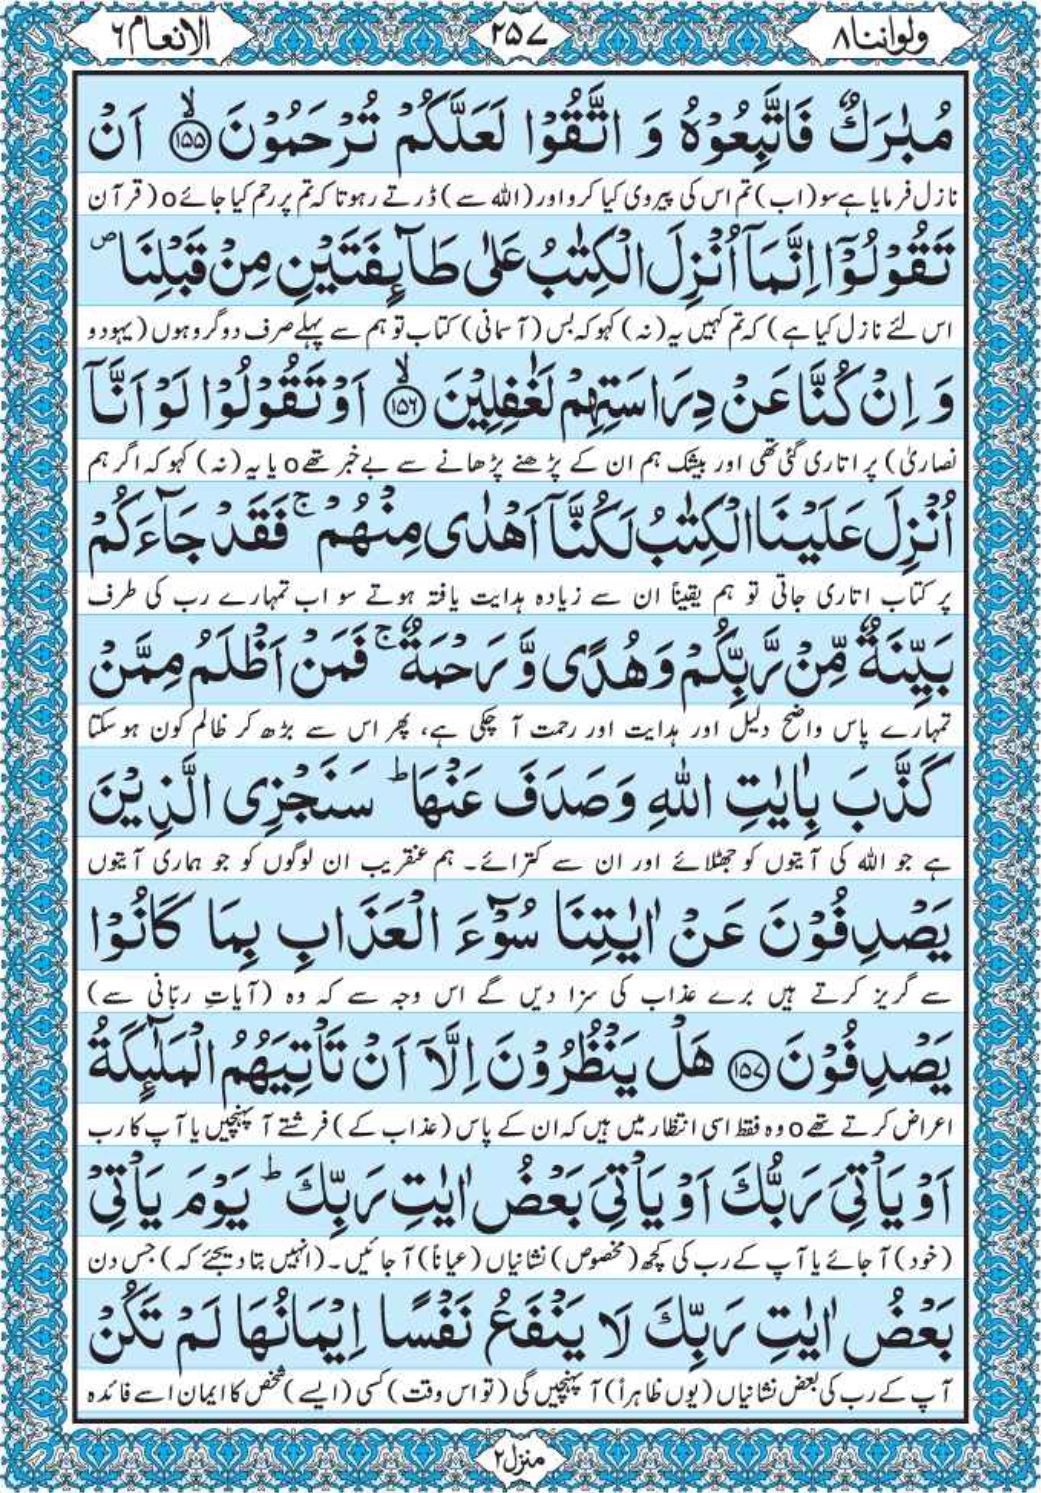 ولواننا ٨
٢٥٧
الانعام ٦
مُبٰرَكٌ فَاتَّبِعُوْهُ وَ اتَّقُوْا لَعَلَّكُمْ تُرْحَمُوْنَ ۙ﴿۱۵۵﴾ اَنْ
نازل فرمایا ہے سو (اب) تم اس کی پیروی کیا کرو اور (اللہ سے) ڈرتے رہو تاکہ تم پر رحم کیا جائےo (قرآن
تَقُوْلُوْۤا اِنَّمَاۤ اُنْزِلَ الْكِتٰبُ عَلٰى طَآىِٕفَتَيْنِ مِنْ قَبْلِنَا ۪
اس لئے نازل کیا ہے) کہ تم کہیں یہ (نہ) کہو کہ بس (آسمانی) کتاب تو ہم سے پہلے صرف دو گروہوں (یہود و
وَ اِنْ كُنَّا عَنْ دِرَاسَتِهِمْ لَغٰفِلِيْنَ ۙ﴿۱۵۶﴾ اَوْ تَقُوْلُوْا لَوْ اَنَّاۤ
نصاریٰ) پر اتاری گئی تھی اور بیشک ہم ان کے پڑھنے پڑھانے سے بے خبر تھےo یا یہ (نہ) کہو کہ اگر ہم
اُنْزِلَ عَلَيْنَا الْكِتٰبُ لَكُنَّاۤ اَهْدٰى مِنْهُمْ ۚ فَقَدْ جَآءَكُمْ
پر کتاب اتاری جاتی تو ہم یقیناً ان سے زیادہ ہدایت یافتہ ہوتے سو اب تمہارے رب کی طرف
بَيِّنَةٌ مِّنْ رَّبِّكُمْ وَ هُدًى وَّ رَحْمَةٌ ۚ فَمَنْ اَظْلَمُ مِمَّنْ
تمہارے پاس واضح دلیل اور ہدایت اور رحمت آ چکی ہے، پھر اس سے بڑھ کر ظالم کون ہو سکتا
كَذَّبَ بِاٰيٰتِ اللّٰهِ وَ صَدَفَ عَنْهَا ؕ سَنَجْزِى الَّذِيْنَ
ہے جو اللہ کی آیتوں کو جھٹلائے اور ان سے کترائے۔ ہم عنقریب ان لوگوں کو جو ہماری آیتوں
يَصْدِفُوْنَ عَنْ اٰيٰتِنَا سُوْٓءَ الْعَذَابِ بِمَا كَانُوْا
سے گریز کرتے ہیں برے عذاب کی سزا دیں گے اس وجہ سے کہ وہ (آیاتِ ربّانی سے)
يَصْدِفُوْنَ ﴿۱۵۷﴾ هَلْ يَنْظُرُوْنَ اِلَّاۤ اَنْ تَاْتِيَهُمُ الْمَلٰٓىِٕكَةُ
اعراض کرتے تھےo وہ فقط اسی انتظار میں ہیں کہ ان کے پاس (عذاب کے) فرشتے آ پہنچیں یا آپ کا رب
اَوْ يَاْتِىَ رَبُّكَ اَوْ يَاْتِىَ بَعْضُ اٰيٰتِ رَبِّكَ ؕ يَوْمَ يَاْتِىْ
(خود) آ جائے یا آپ کے رب کی کچھ (مخصوص) نشانیاں (عیاناً) آ جائیں۔ (انہیں بتا دیجئے کہ) جس دن
بَعْضُ اٰيٰتِ رَبِّكَ لَا يَنْفَعُ نَفْسًا اِيْمَانُهَا لَمْ تَكُنْ
آپ کے رب کی بعض نشانیاں (یوں ظاہراً) آ پہنچیں گی (تو اس وقت) کسی (ایسے) شخص کا ایمان اسے فائدہ
منزل ٢